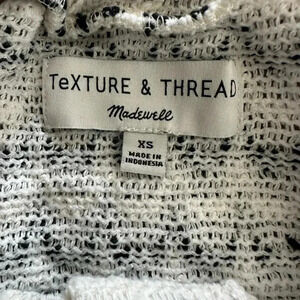 TeXTURE & THREAD
Madewell
XS
MADE IN
INDONESIA